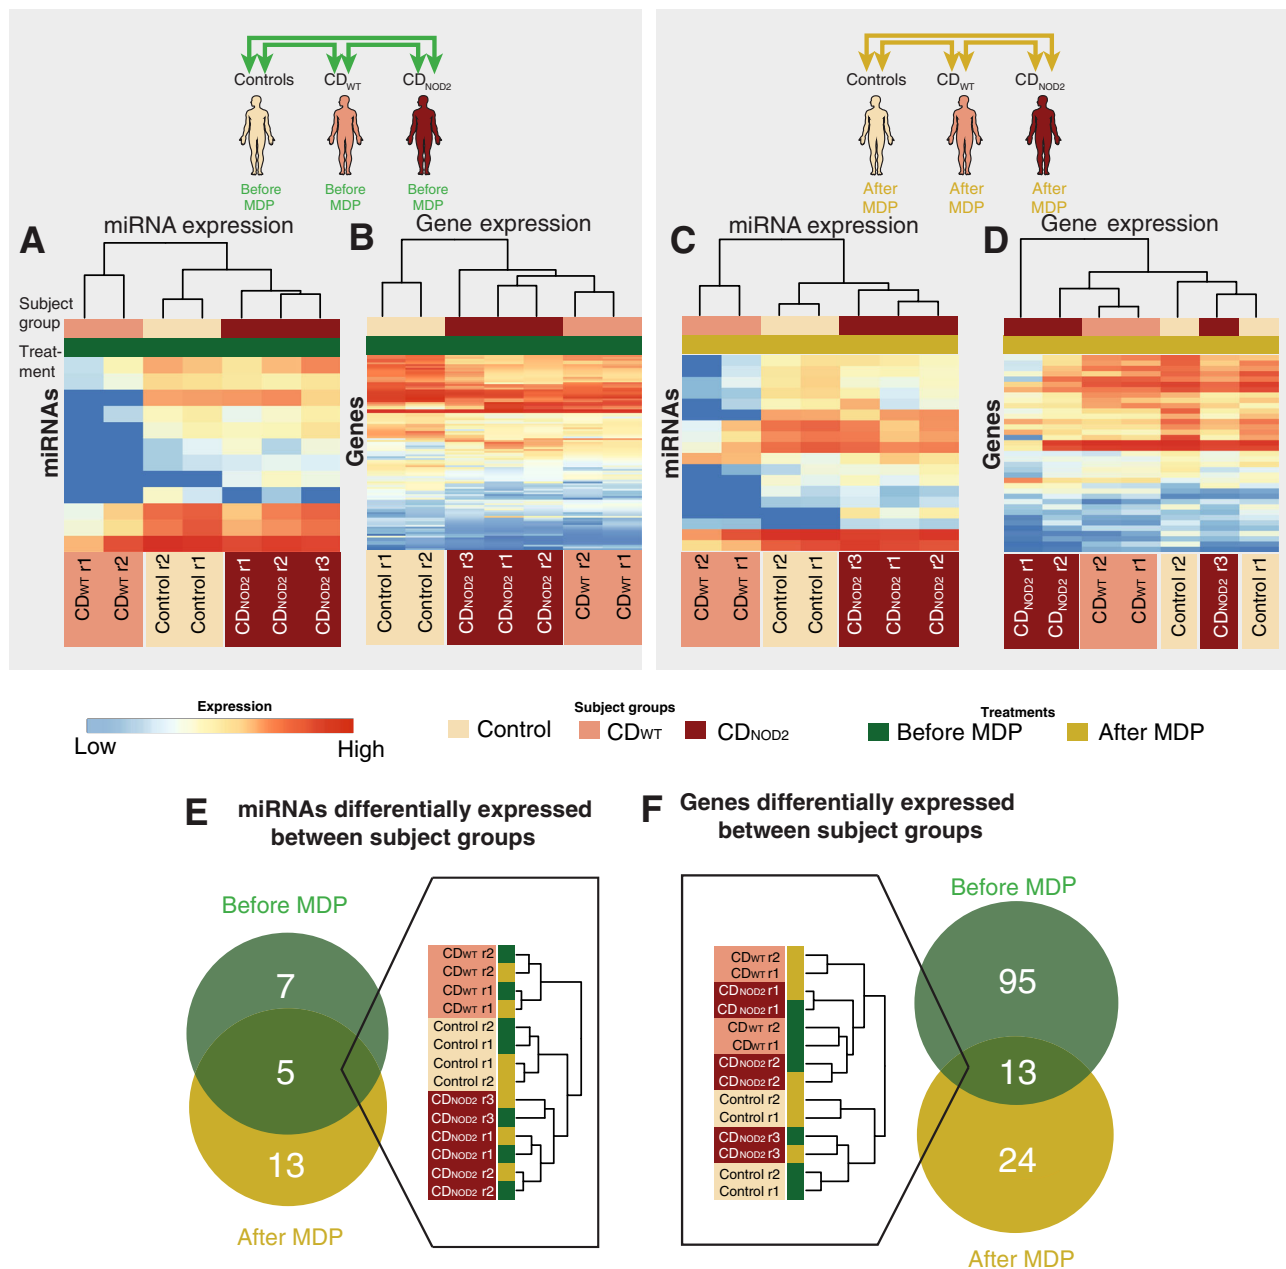 Controls CDWT CDNOD2
Before MDP Before MDP Before MDP
Controls CDWT CDNOD2
After MDP After MDP After MDP
A miRNA expression
B Gene expression
C miRNA expression
D Gene expression
Subject group
Treat-ment
miRNAs
Genes
miRNAs
Genes
CDWT r1
CDWT r2
Control r2
Control r1
CDNOD2 r1
CDNOD2 r2
CDNOD2 r3
Control r1
Control r2
CDNOD2 r3
CDNOD2 r1
CDNOD2 r2
CDWT r2
CDWT r1
CDWT r2
CDWT r1
Control r2
Control r1
CDNOD2 r3
CDNOD2 r1
CDNOD2 r2
CDNOD2 r1
CDNOD2 r2
CDWT r2
CDWT r1
Control r2
CDNOD2 r3
Control r1
Expression
Low High
Subject groups
Control CDWT CDNOD2
Treatments
Before MDP After MDP
E miRNAs differentially expressed
between subject groups
Before MDP
7
5
13
After MDP
CDWT r2
CDWT r2
CDWT r1
CDWT r1
Control r2
Control r1
Control r1
Control r2
CDNOD2 r3
CDNOD2 r3
CDNOD2 r1
CDNOD2 r1
CDNOD2 r2
CDNOD2 r2
F Genes differentially expressed
between subject groups
CDWT r2
CDWT r1
CDNOD2 r1
CDNOD2 r1
CDWT r2
CDWT r1
CDNOD2 r2
CDNOD2 r2
Control r2
Control r1
CDNOD2 r3
CDNOD2 r3
Control r2
Control r1
Before MDP
95
13
24
After MDP